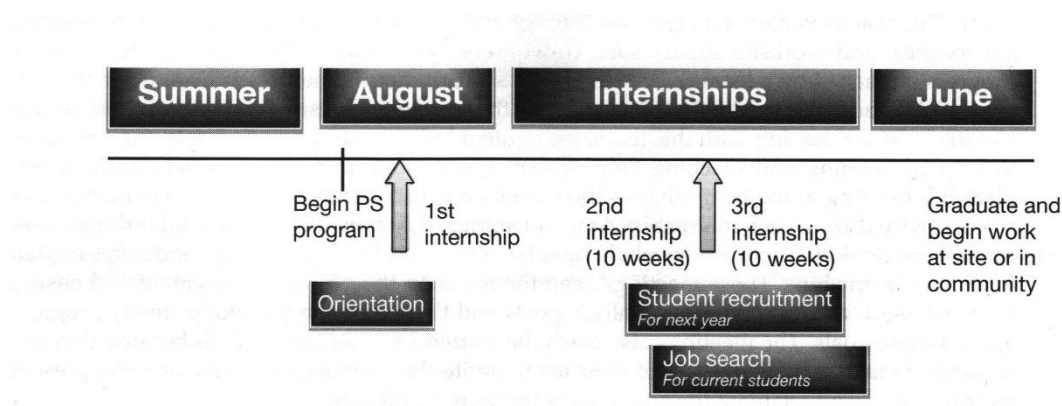 Summer
August
Internships
June
Begin PS
program
1st
internship
2nd
internship
(10 weeks)
3rd
internship
(10 weeks)
Graduate and
begin work
at site or in
community
Orientation
Student recruitment
For next year
Job search
For current students